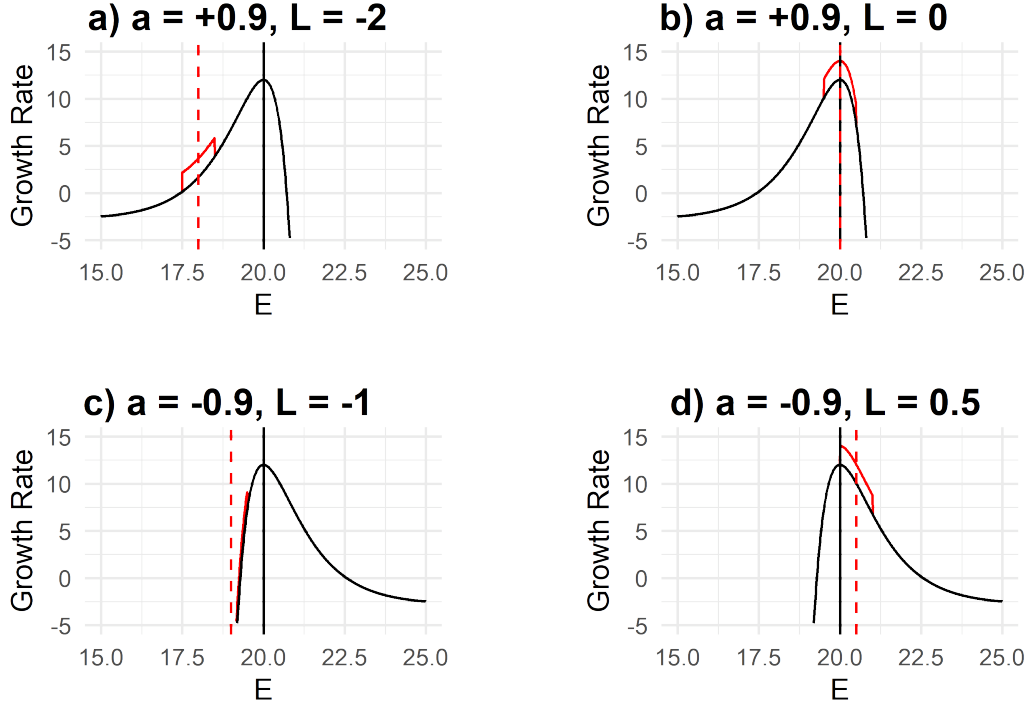 a) a = +0.9, L = -2
Growth Rate
15
10
5
0
-5
15.0 17.5 20.0 22.5 25.0
E
b) a = +0.9, L = 0
Growth Rate
15
10
5
0
-5
15.0 17.5 20.0 22.5 25.0
E
c) a = -0.9, L = -1
Growth Rate
15
10
5
0
-5
15.0 17.5 20.0 22.5 25.0
E
d) a = -0.9, L = 0.5
Growth Rate
15
10
5
0
-5
15.0 17.5 20.0 22.5 25.0
E